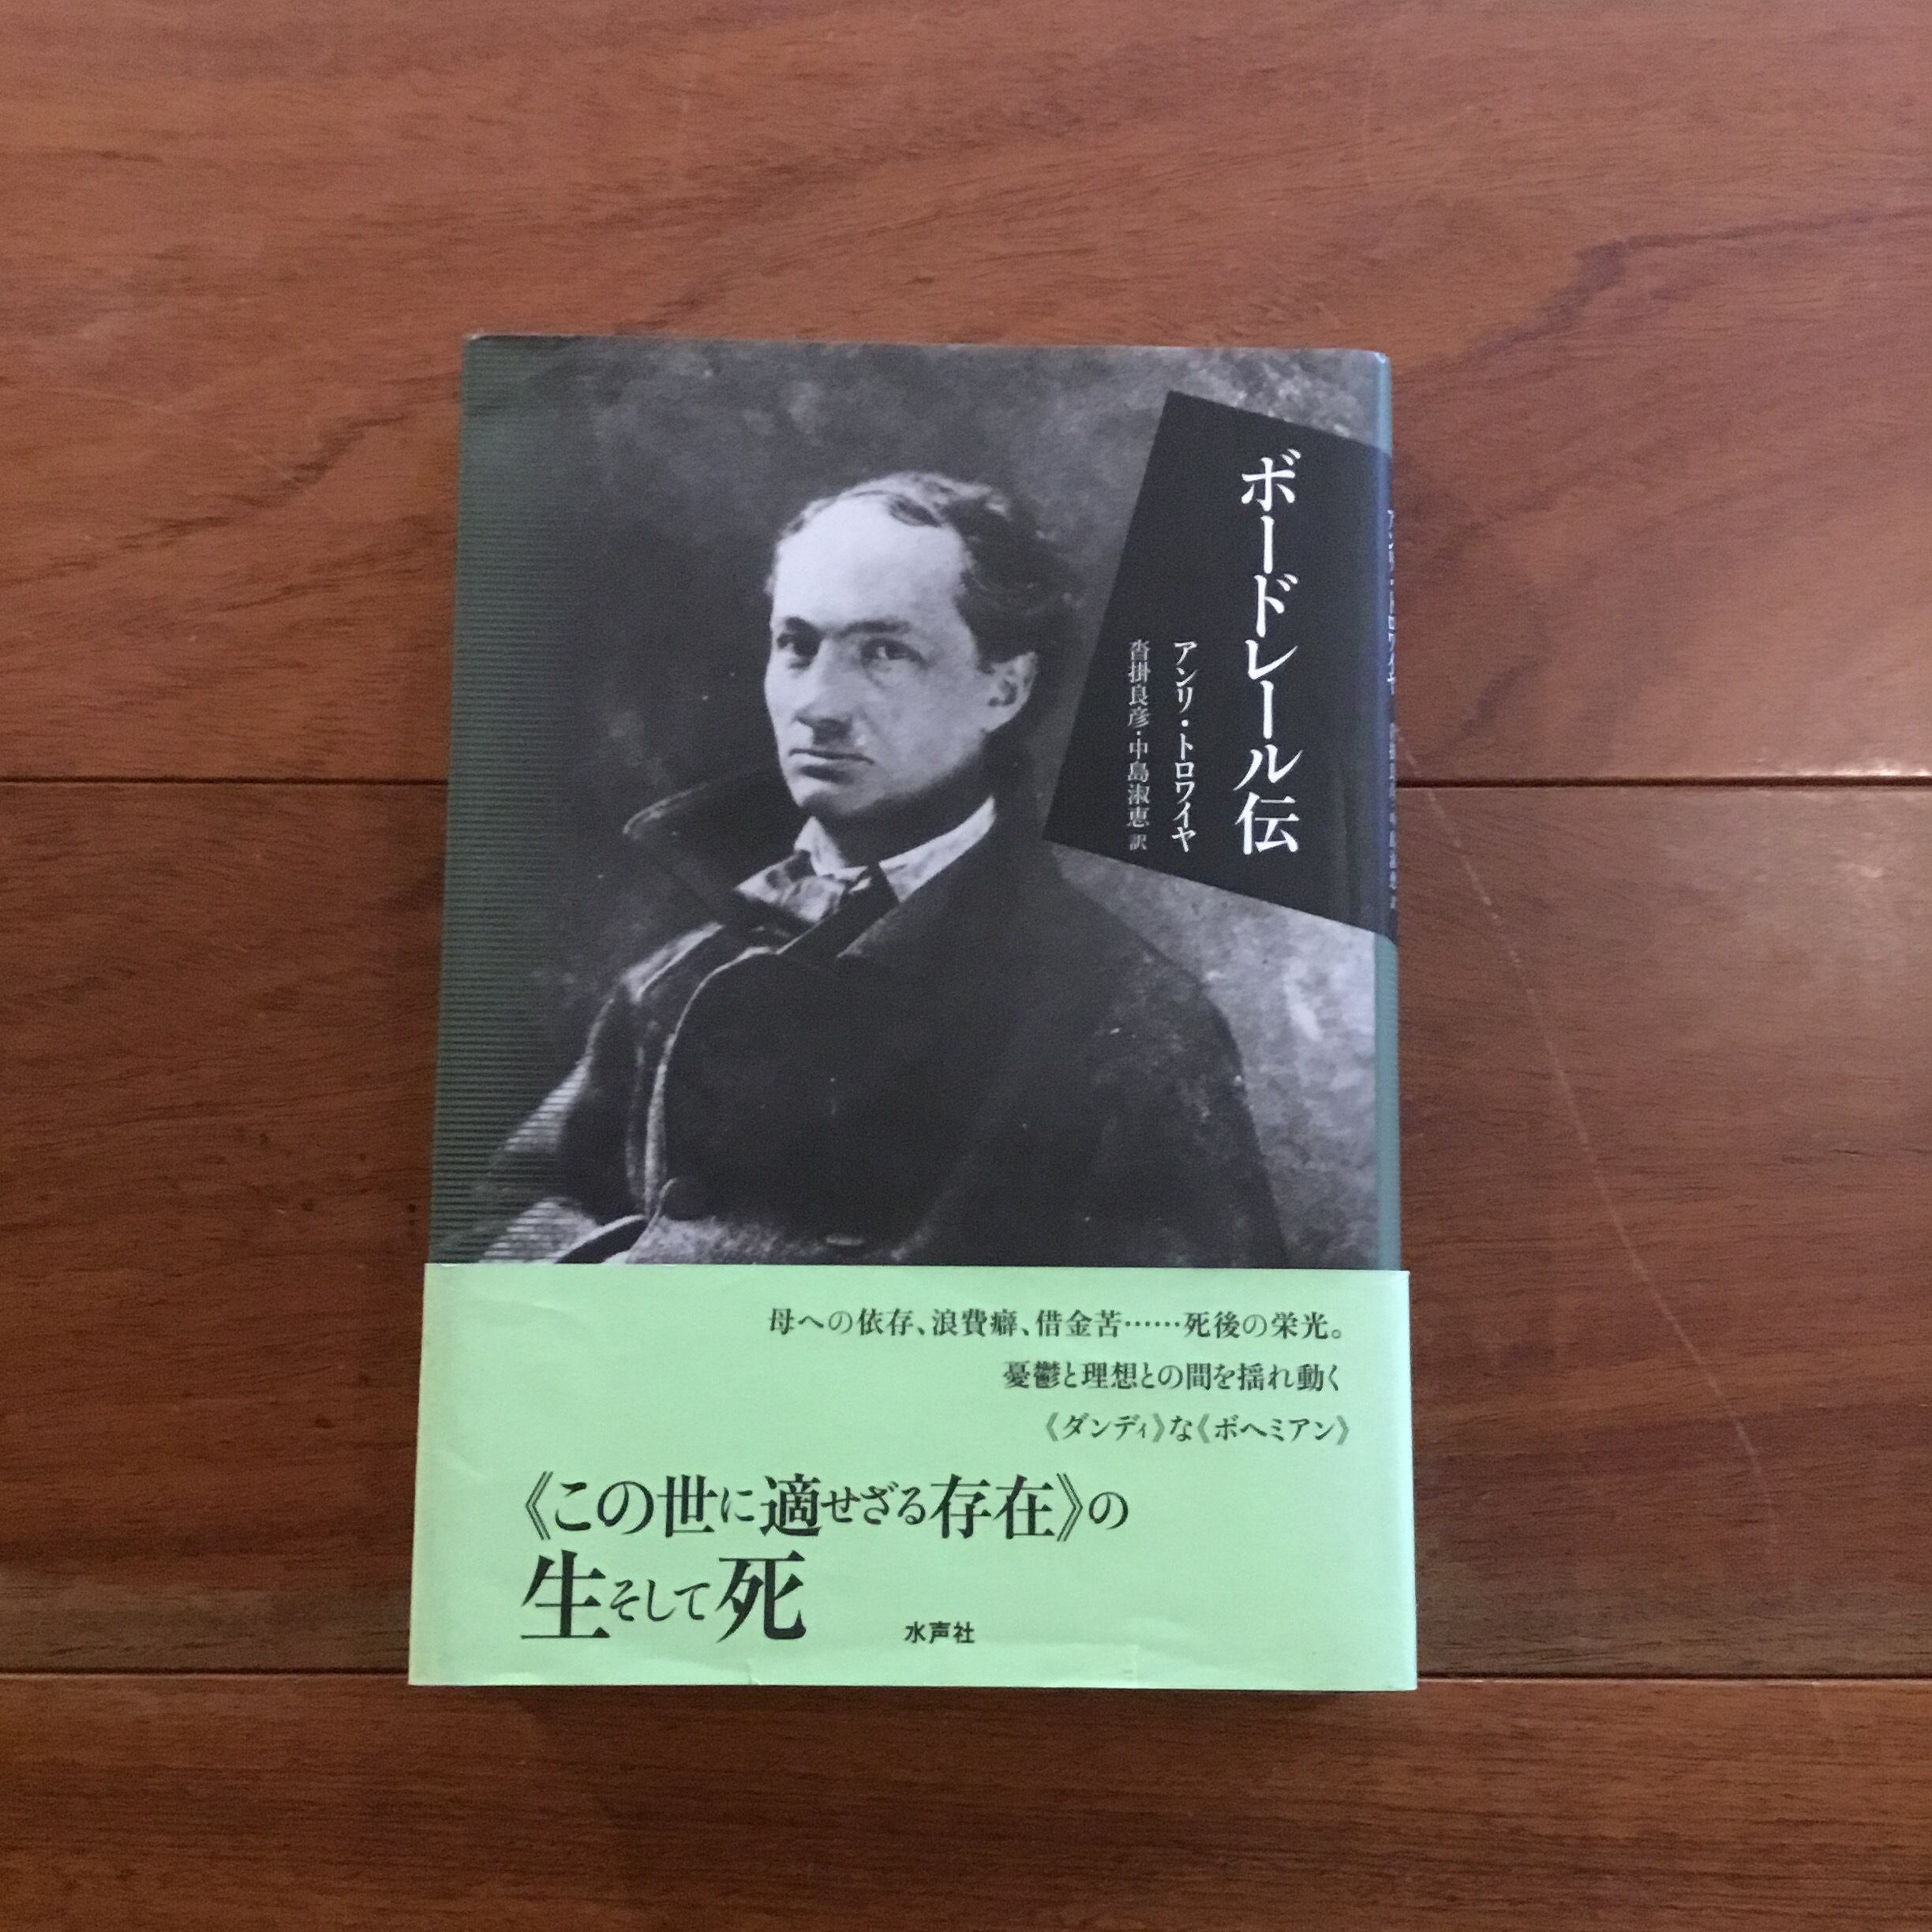 ボードレール伝
アンリ・トロワイヤ
沓掛良彦・中島淑恵 訳
母への依存、浪費癖、借金苦……死後の栄光。
憂鬱と理想との間を揺れ動く
《ダンディ》な《ボヘミアン》
《この世に適せざる存在》の
生そして死
水声社